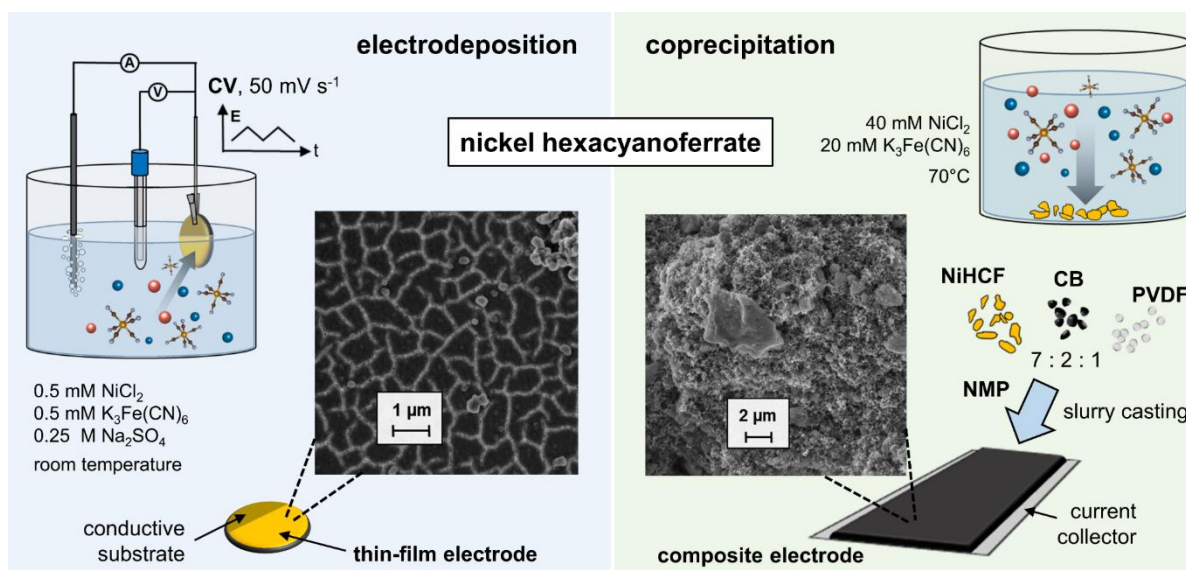 electrodeposition
A
V
CV, 50 mV s⁻¹
E
t
0.5 mM NiCl₂
0.5 mM K₃Fe(CN)₆
0.25 M Na₂SO₄
room temperature
1 µm
conductive
substrate
thin-film electrode
nickel hexacyanoferrate
coprecipitation
40 mM NiCl₂
20 mM K₃Fe(CN)₆
70°C
2 µm
NiHCF
CB
PVDF
7 : 2 : 1
NMP
slurry casting
current
collector
composite electrode